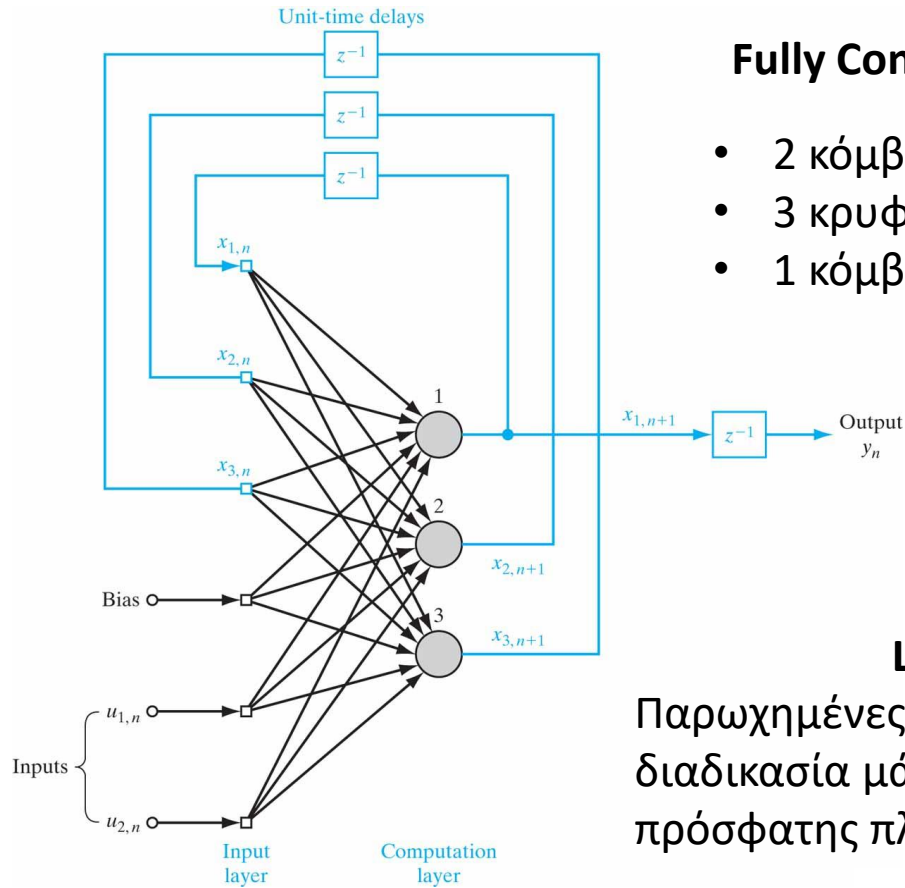 Unit-time delays
z⁻¹
Fully Con
z⁻¹
• 2 κόμβ
z⁻¹
• 3 κρυφ
• 1 κόμβ
x₁,ₙ
x₂,ₙ
1
x₁,ₙ₊₁
z⁻¹
Output
yₙ
x₃,ₙ
2
x₂,ₙ₊₁
Bias
3
x₃,ₙ₊₁
L
u₁,ₙ
Παρωχημένες
Inputs
διαδικασία μά
u₂,ₙ
πρόσφατης πλ
Input
layer
Computation
layer